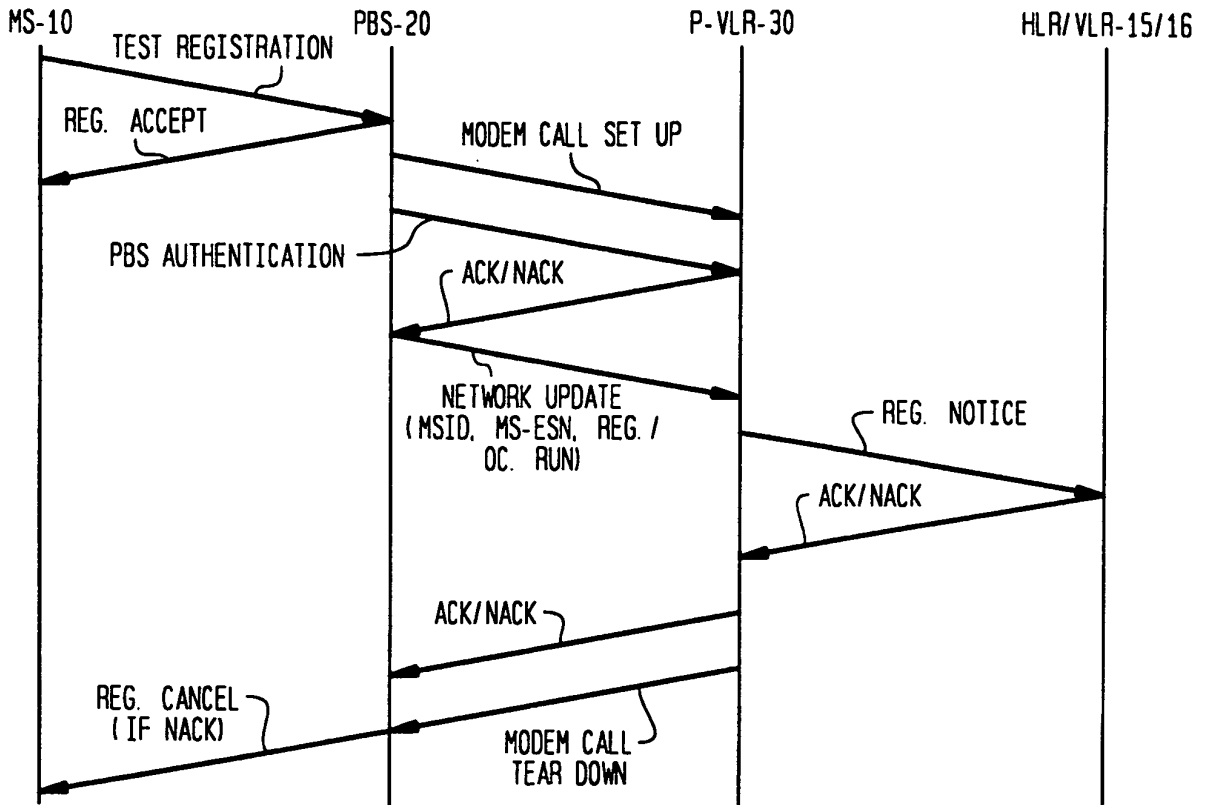 MS-10 PBS-20 P-VLR-30 HLR/VLR-15/16
TEST REGISTRATION
REG. ACCEPT
MODEM CALL SET UP
PBS AUTHENTICATION
ACK/NACK
NETWORK UPDATE
(MSID, MS-ESN, REG./
OC. RUN)
REG. NOTICE
ACK/NACK
ACK/NACK
REG. CANCEL
(IF NACK)
MODEM CALL
TEAR DOWN